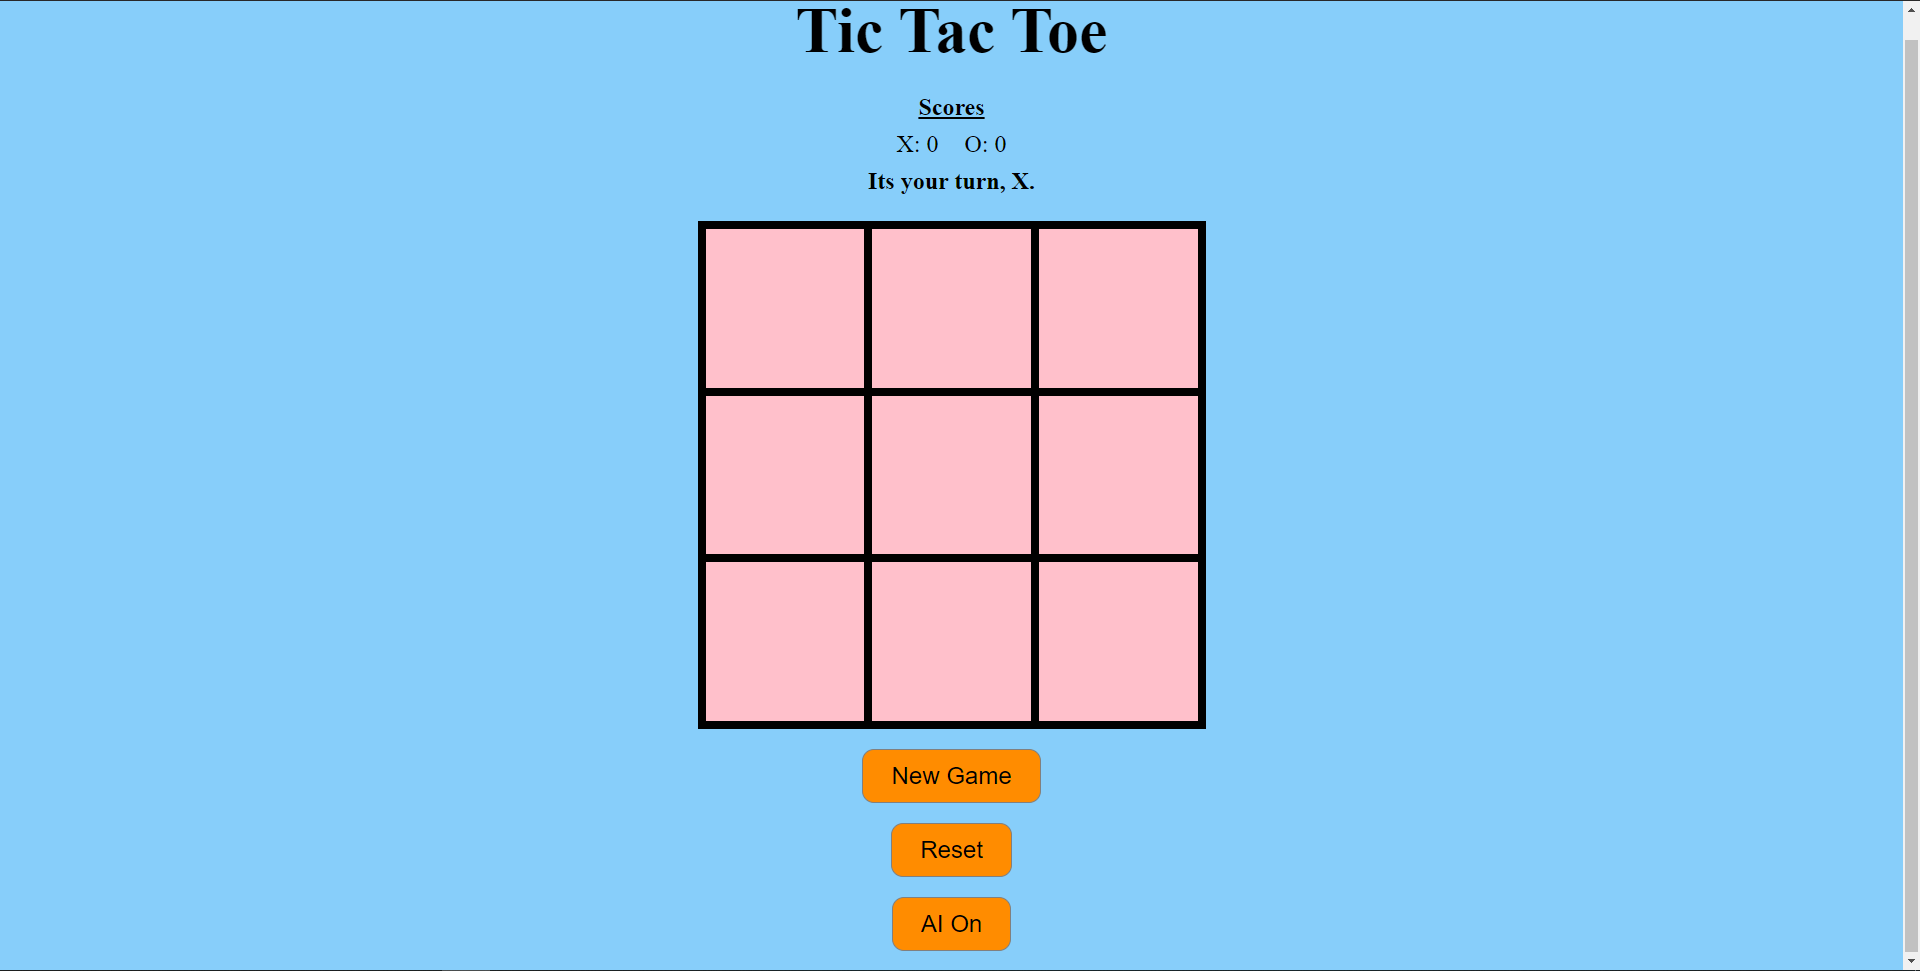 Tic Tac Toe
Scores
X: 0 O: 0
Its your turn, X.
New Game
Reset
AI On